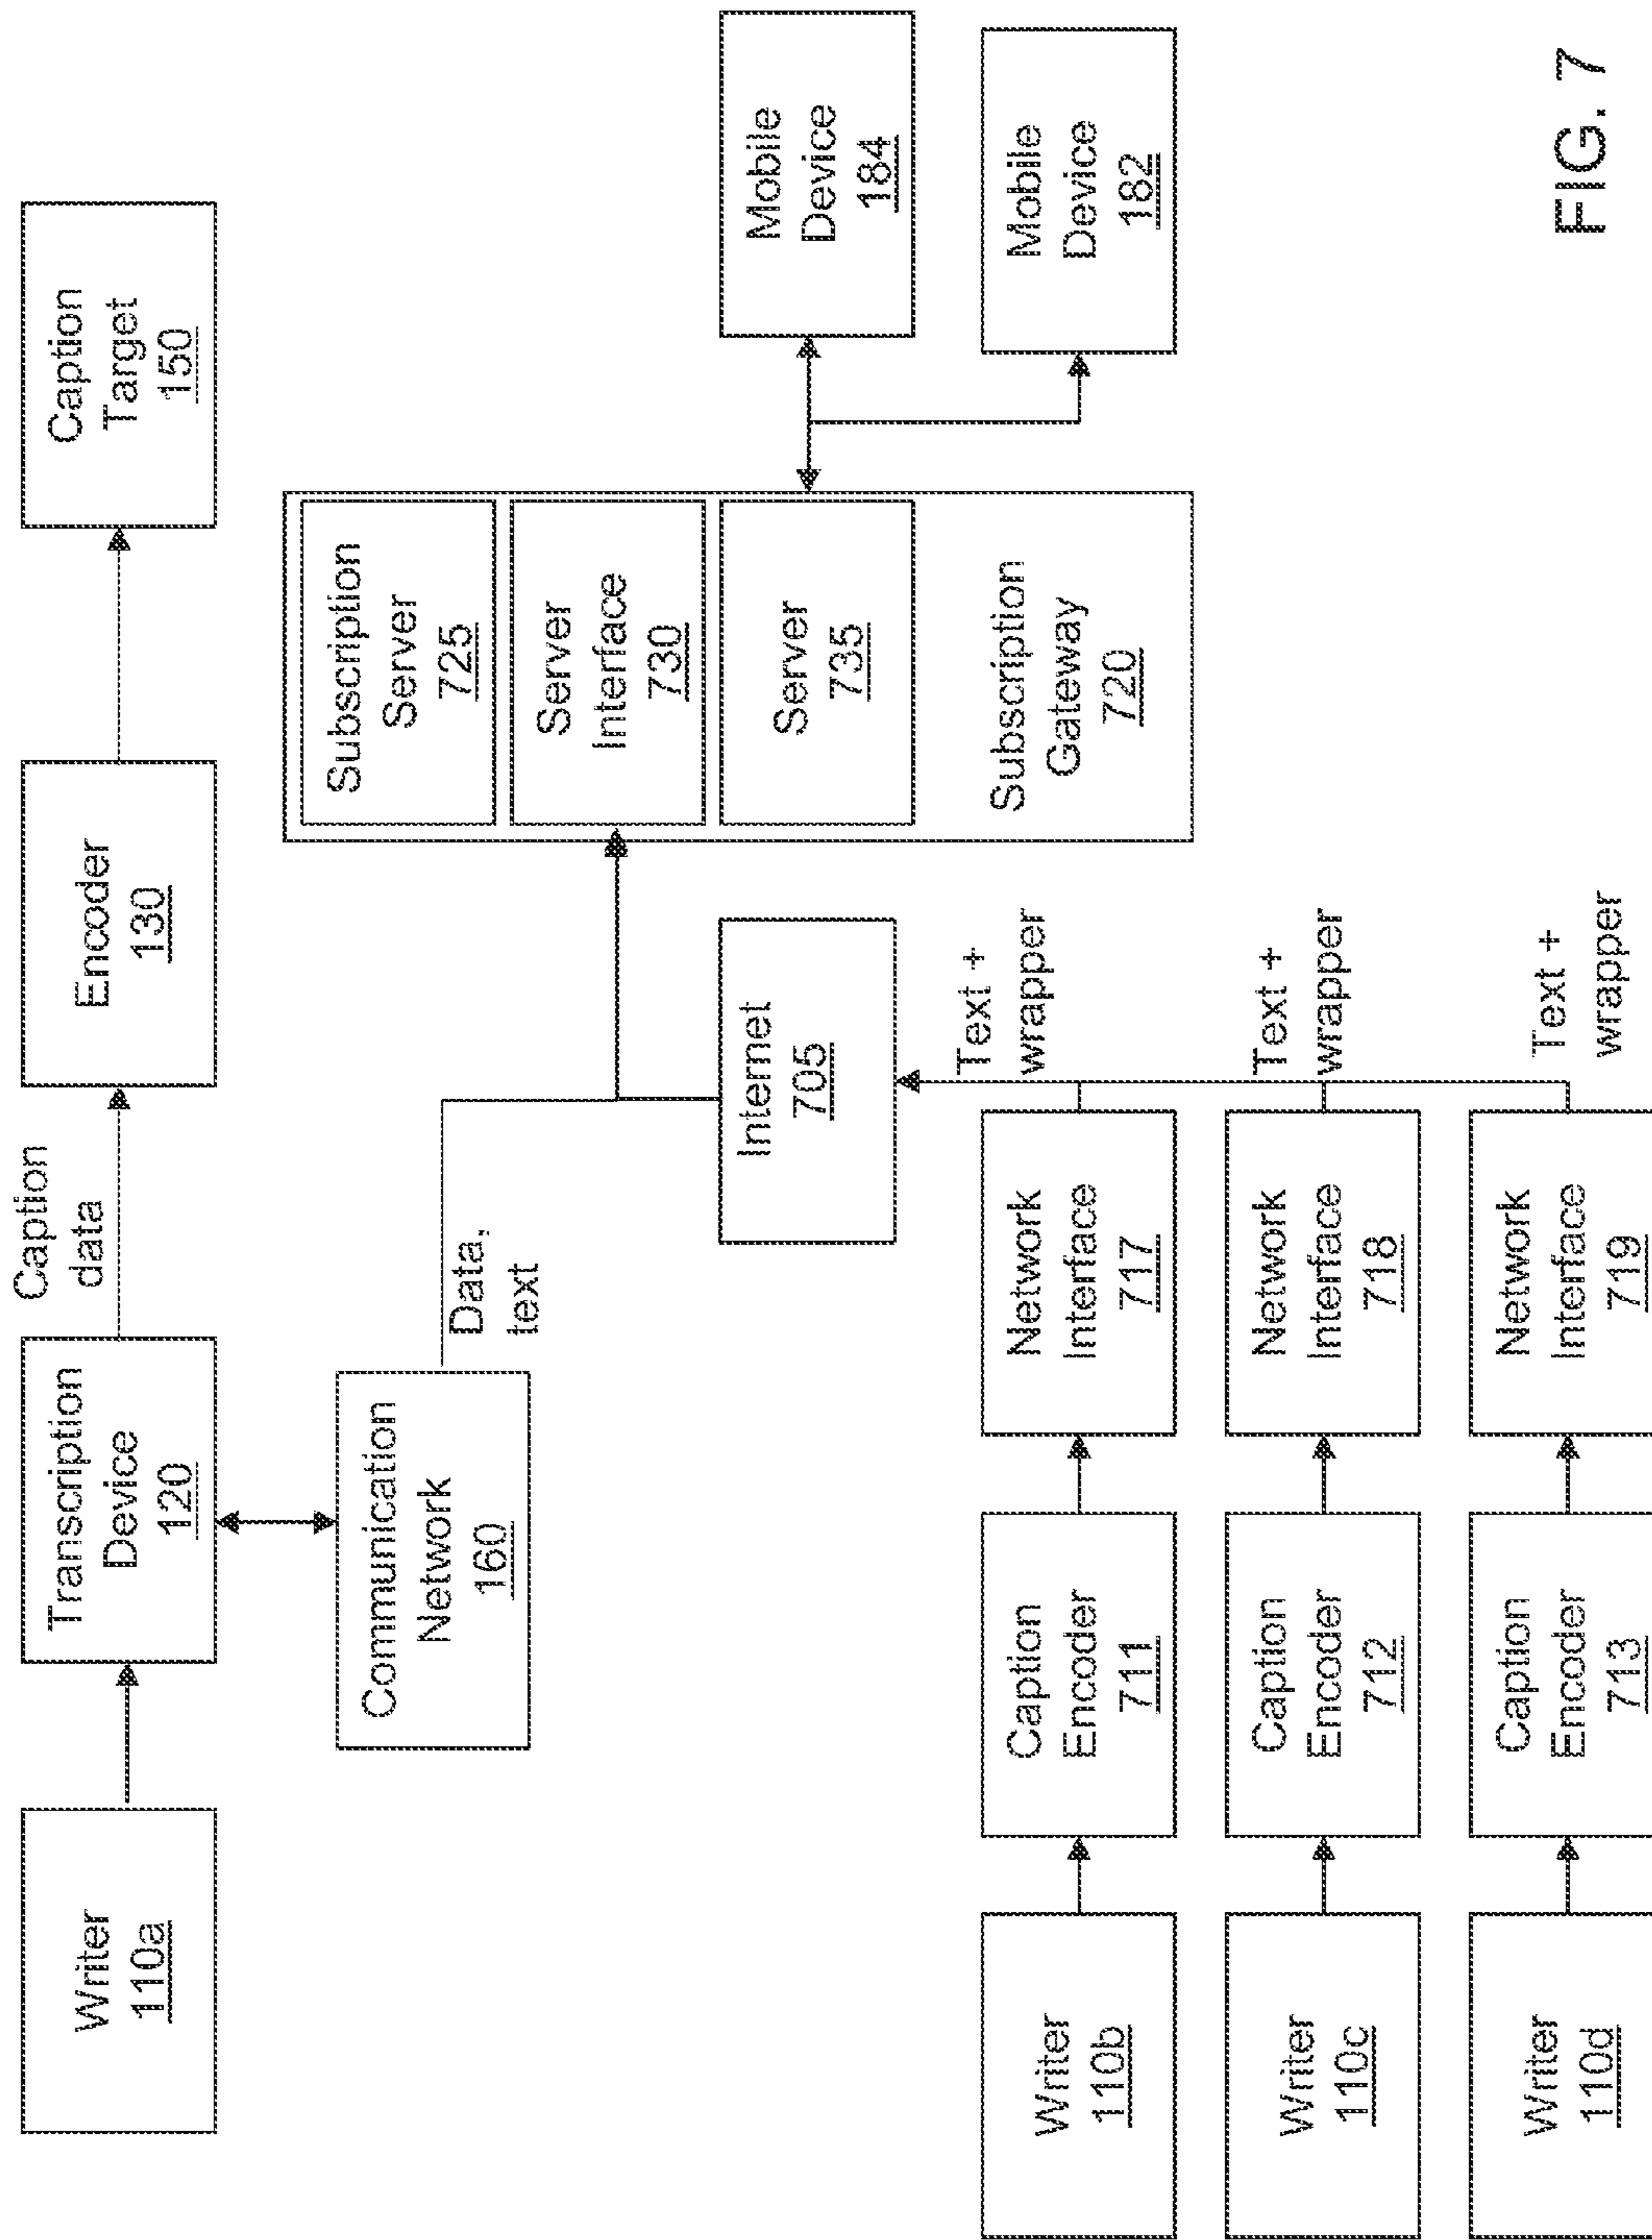 Writer
110a
Transcription
Device
120
Caption
data
Encoder
130
Caption
Target
150
Communication
Network
160
Data,
text
Subscription
Server
725
Server
Interface
730
Server
735
Subscription
Gateway
720
Internet
705
Mobile
Device
184
Mobile
Device
182
Writer
110b
Caption
Encoder
711
Network
Interface
717
Text +
wrapper
Writer
110c
Caption
Encoder
712
Network
Interface
718
Text +
wrapper
Writer
110d
Caption
Encoder
713
Network
Interface
719
Text +
wrapper
FIG. 7